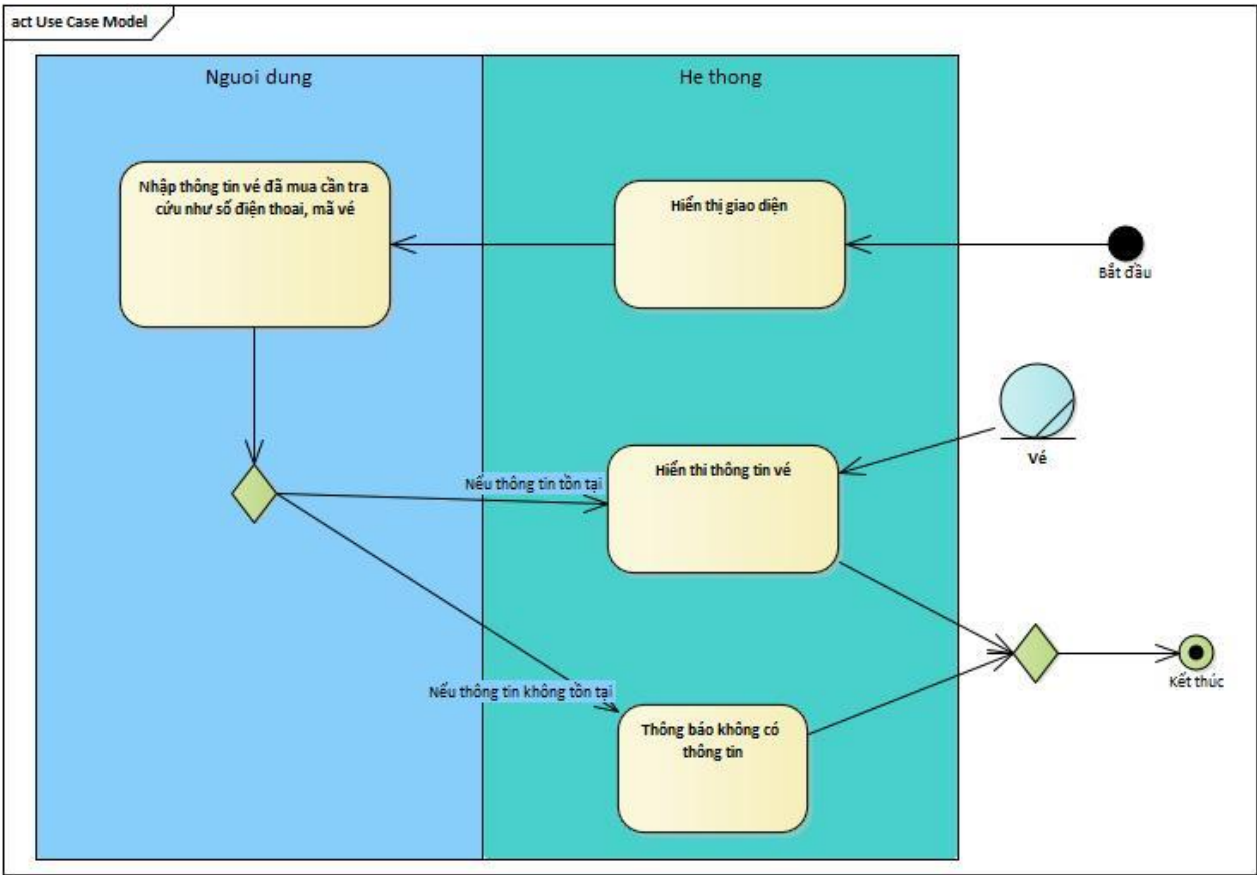 act Use Case Model
Nguoi dung
He thong
Nhập thông tin vé đã mua cần tra
cứu như số điện thoai, mã vé
Hiển thị giao diện
Bắt đầu
Vé
Nếu thông tin tồn tại
Hiển thi thông tin vé
Nếu thông tin không tồn tại
Thông báo không có
thông tin
Kết thúc